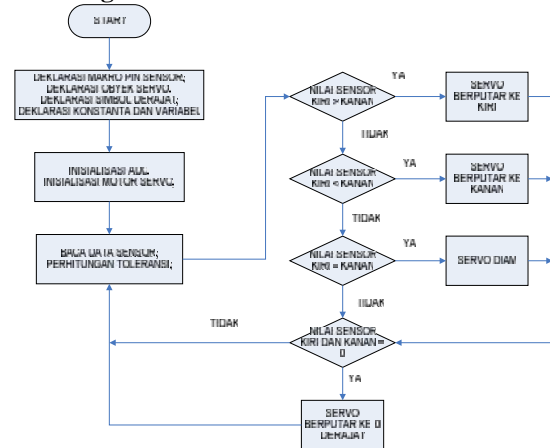 START
DEKLARASI MAKRO PIN SENSOR;
DEKLARASI OBYEK SERVO.
DEKLARASI SIMBOL DERAJAT;
DEKLARASI KONSTANTA DAN VARIABEL
INISIALISASI ADC.
INISIALISASI MOTOR SERVO.
BACA DATA SENSOR;
PERHITUNGAN TOLERANSI;
NILAI SENSOR
KIRI > KANAN
YA
SERVO
BERPUTAR KE
KIRI
TIDAK
NILAI SENSOR
KIRI < KANAN
YA
SERVO
BERPUTAR KE
KANAN
TIDAK
NILAI SENSOR
KIRI = KANAN
YA
SERVO DIAM
TIDAK
NILAI SENSOR
KIRI DAN KANAN =
0
TIDAK
YA
SERVO
BERPUTAR KE 0
DERAJAT